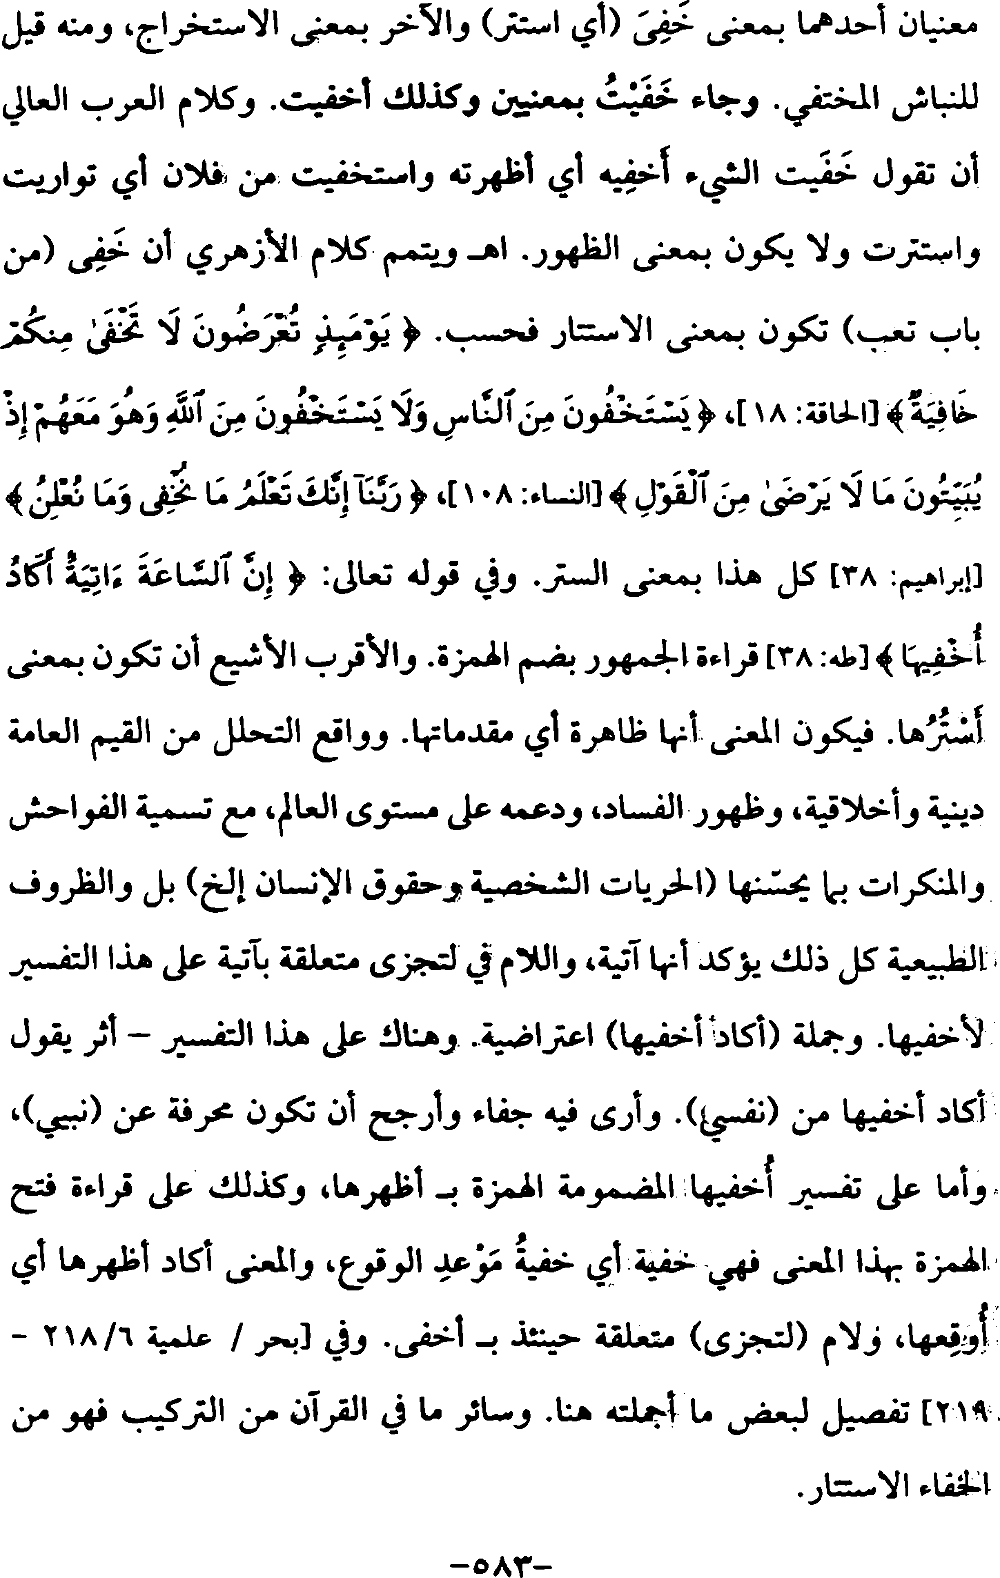 معنيان أحدهما بمعنى خَفِىَ (أي استتر) والآخر بمعنى الاستخراج، ومنه قيل
للنباش المختفي. وجاء خَفَيْتُ بمعنيين وكذلك أخفيت. وكلام العرب العالي
أن تقول خَفَيت الشيء أَخفِيه أي أظهرته واستخفيت من فلان أي تواريت
واستترت ولا يكون بمعنى الظهور. اهـ ويتمم كلام الأزهري أن خَفِى (من
باب تعب) تكون بمعنى الاستتار فحسب. ﴿ يَوْمَئِذٍ تُعْرَضُونَ لَا تَخْفَىٰ مِنكُمْ
خَافِيَةٌ ﴾ [الحاقة: ١٨]، ﴿ يَسْتَخْفُونَ مِنَ ٱلنَّاسِ وَلَا يَسْتَخْفُونَ مِنَ ٱللَّهِ وَهُوَ مَعَهُمْ إِذْ
يُبَيِّتُونَ مَا لَا يَرْضَىٰ مِنَ ٱلْقَوْلِ ﴾ [النساء: ١٠٨]، ﴿ رَبَّنَآ إِنَّكَ تَعْلَمُ مَا نُخْفِى وَمَا نُعْلِنُ ﴾
[إبراهيم: ٣٨] كل هذا بمعنى الستر. وفي قوله تعالى: ﴿ إِنَّ ٱلسَّاعَةَ ءَاتِيَةٌ أَكَادُ
أُخْفِيهَا ﴾ [طه: ٣٨] قراءة الجمهور بضم الهمزة. والأقرب الأشيع أن تكون بمعنى
أَسْتُرُها. فيكون المعنى أنها ظاهرة أي مقدماتها. وواقع التحلل من القيم العامة
دينية وأخلاقية، وظهور الفساد، ودعمه على مستوى العالم، مع تسمية الفواحش
والمنكرات بما يحسّنها (الحريات الشخصية وحقوق الإنسان إلخ) بل والظروف
الطبيعية كل ذلك يؤكد أنها آتية، واللام في لتجزى متعلقة بآتية على هذا التفسير
لأخفيها. وجملة (أكاد أخفيها) اعتراضية. وهناك على هذا التفسير – أثر يقول
أكاد أخفيها من (نفسي). وأرى فيه جفاء وأرجح أن تكون محرفة عن (نبيي)،
وأما على تفسير أُخفيها المضمومة الهمزة بـ أظهرها، وكذلك على قراءة فتح
الهمزة بهذا المعنى فهي خفية أي خفيةُ مَوْعدِ الوقوع، والمعنى أكاد أظهرها أي
أُوقِعها، ولام (لتجزى) متعلقة حينئذ بـ أخفى. وفي [بحر / علمية ٢١٨/٦ -
٢١٩] تفصيل لبعض ما أجملته هنا. وسائر ما في القرآن من التركيب فهو من
الخفاء الاستتار.
-٥٨٣-